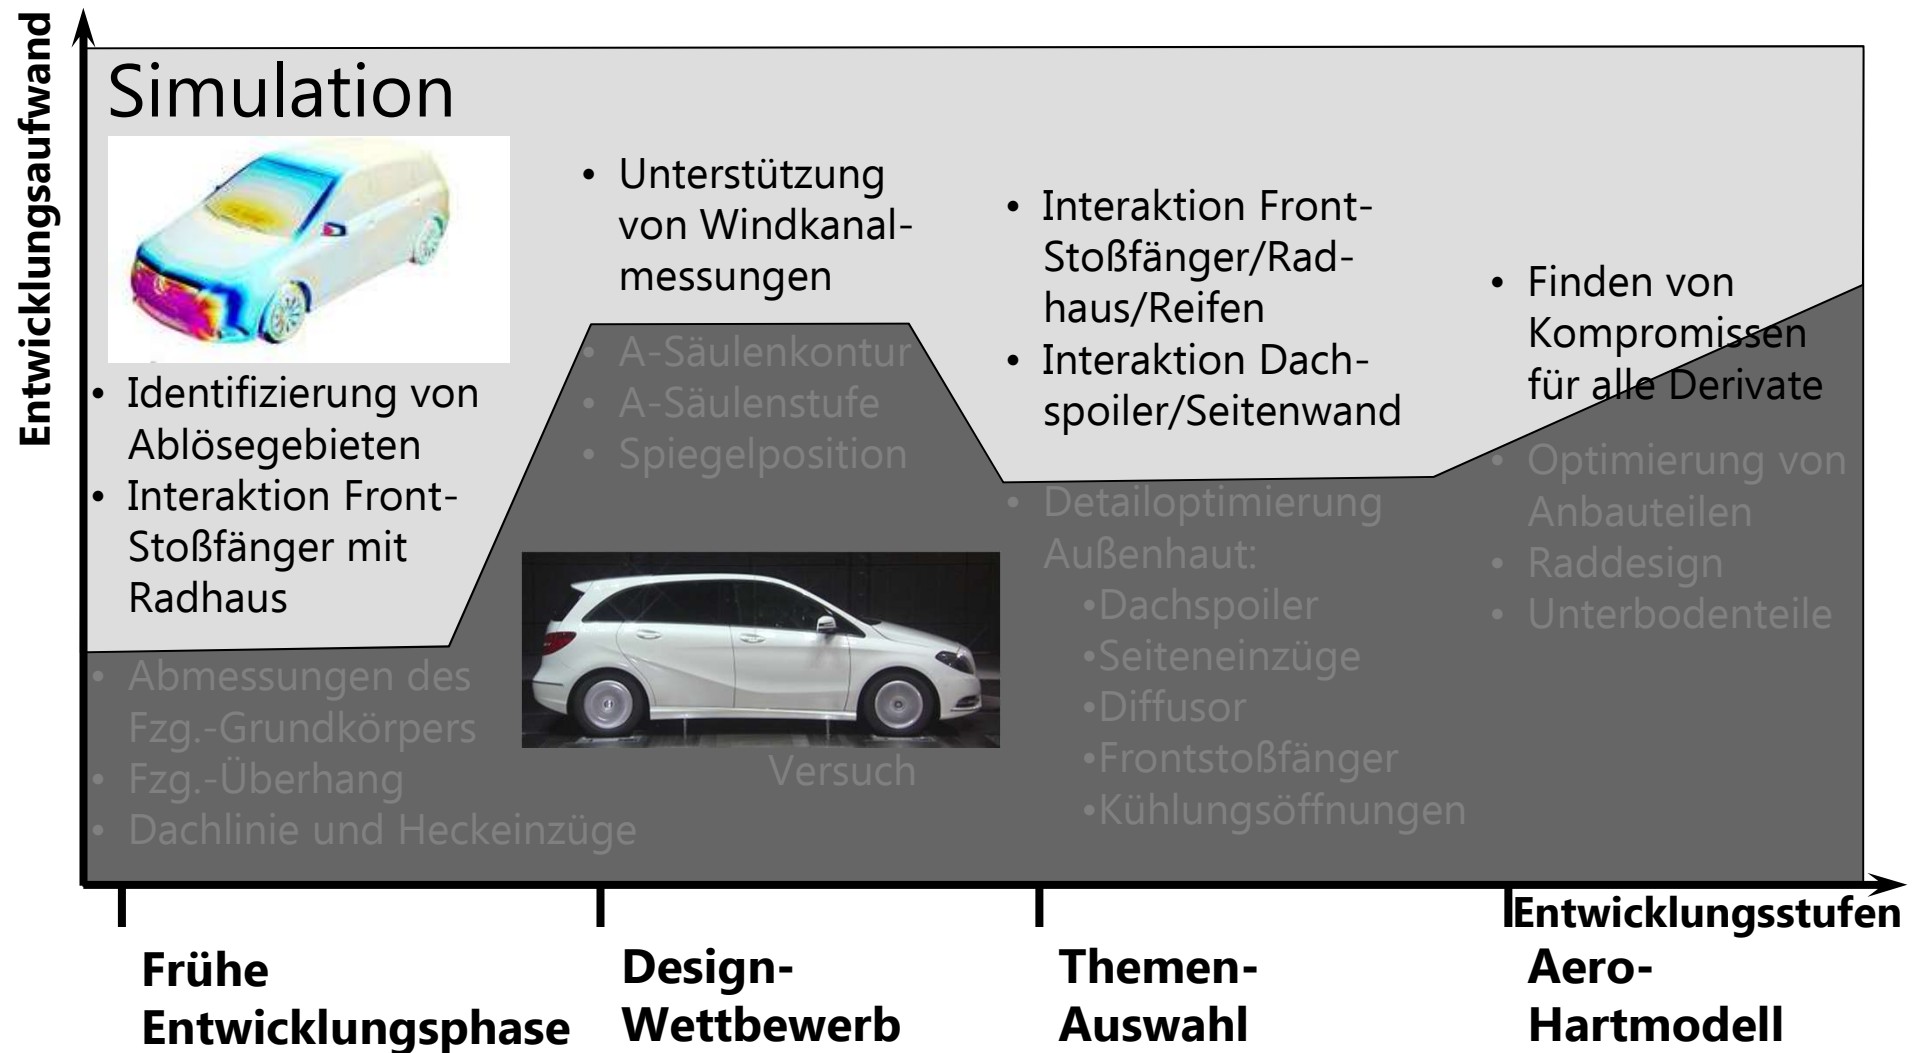 Entwicklungsaufwand
Simulation
• Identifizierung von
Ablösegebieten
• Interaktion Front-
Stoßfänger mit
Radhaus
• Unterstützung
von Windkanal-
messungen
• Interaktion Front-
Stoßfänger/Rad-
haus/Reifen
• Interaktion Dach-
spoiler/Seitenwand
• Finden von
Kompromissen
für alle Derivate
• Abmessungen des
Fzg.-Grundkörpers
• Fzg.-Überhang
• Dachlinie und Heckeinzüge
• A-Säulenkontur
• A-Säulenstufe
• Spiegelposition
Versuch
• Detailoptimierung
Außenhaut:
•Dachspoiler
•Seiteneinzüge
•Diffusor
•Frontstoßfänger
•Kühlungsöffnungen
• Optimierung von
Anbauteilen
• Raddesign
• Unterbodenteile
Entwicklungsstufen
Frühe
Entwicklungsphase
Design-
Wettbewerb
Themen-
Auswahl
Aero-
Hartmodell